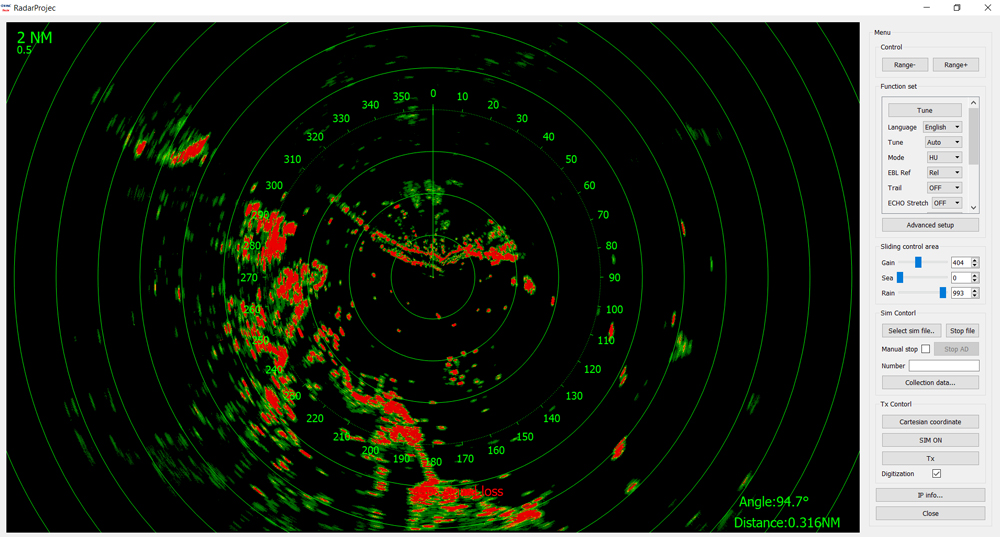 RadarProjec
2 NM
0.5
0
10
20
30
40
50
60
70
80
90
100
110
120
130
140
150
160
170
180
190
200
210
220
230
240
250
260
270
280
290
300
310
320
330
340
350
loss
Angle:94.7°
Distance:0.316NM
Menu
Control
Range-
Range+
Function set
Tune
Language English
Tune Auto
Mode HU
EBL Ref Rel
Trail OFF
ECHO Stretch OFF
Advanced setup
Sliding control area
Gain 404
Sea 0
Rain 993
Sim Contorl
Select sim file..
Stop file
Manual stop
Stop AD
Number
Collection data...
Tx Contorl
Cartesian coordinate
SIM ON
Tx
Digitization
IP info...
Close